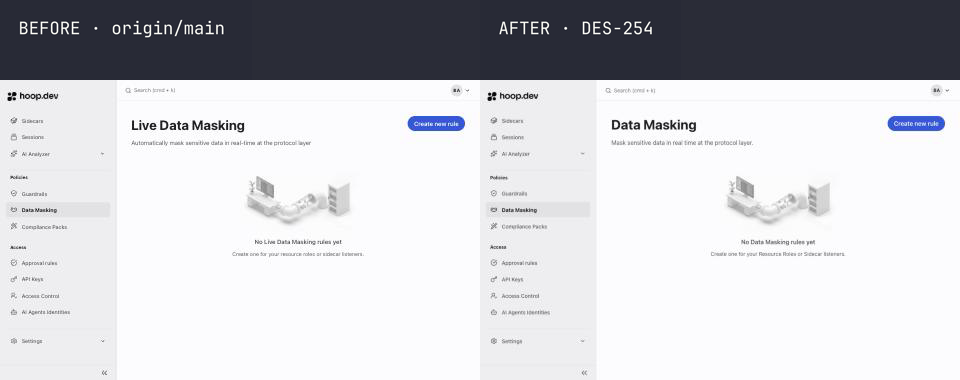 BEFORE · origin/main
hoop.dev
Search (cmd + k)
BA
Sidecars
Sessions
AI Analyzer
Policies
Guardrails
Data Masking
Compliance Packs
Access
Approval rules
API Keys
Access Control
AI Agents Identities
Settings
Live Data Masking
Create new rule
Automatically mask sensitive data in real-time at the protocol layer
No Live Data Masking rules yet
Create one for your resource roles or sidecar listeners.
AFTER · DES-254
hoop.dev
Search (cmd + k)
BA
Sidecars
Sessions
AI Analyzer
Policies
Guardrails
Data Masking
Compliance Packs
Access
Approval rules
API Keys
Access Control
AI Agents Identities
Settings
Data Masking
Create new rule
Mask sensitive data in real time at the protocol layer.
No Data Masking rules yet
Create one for your Resource Roles or Sidecar listeners.